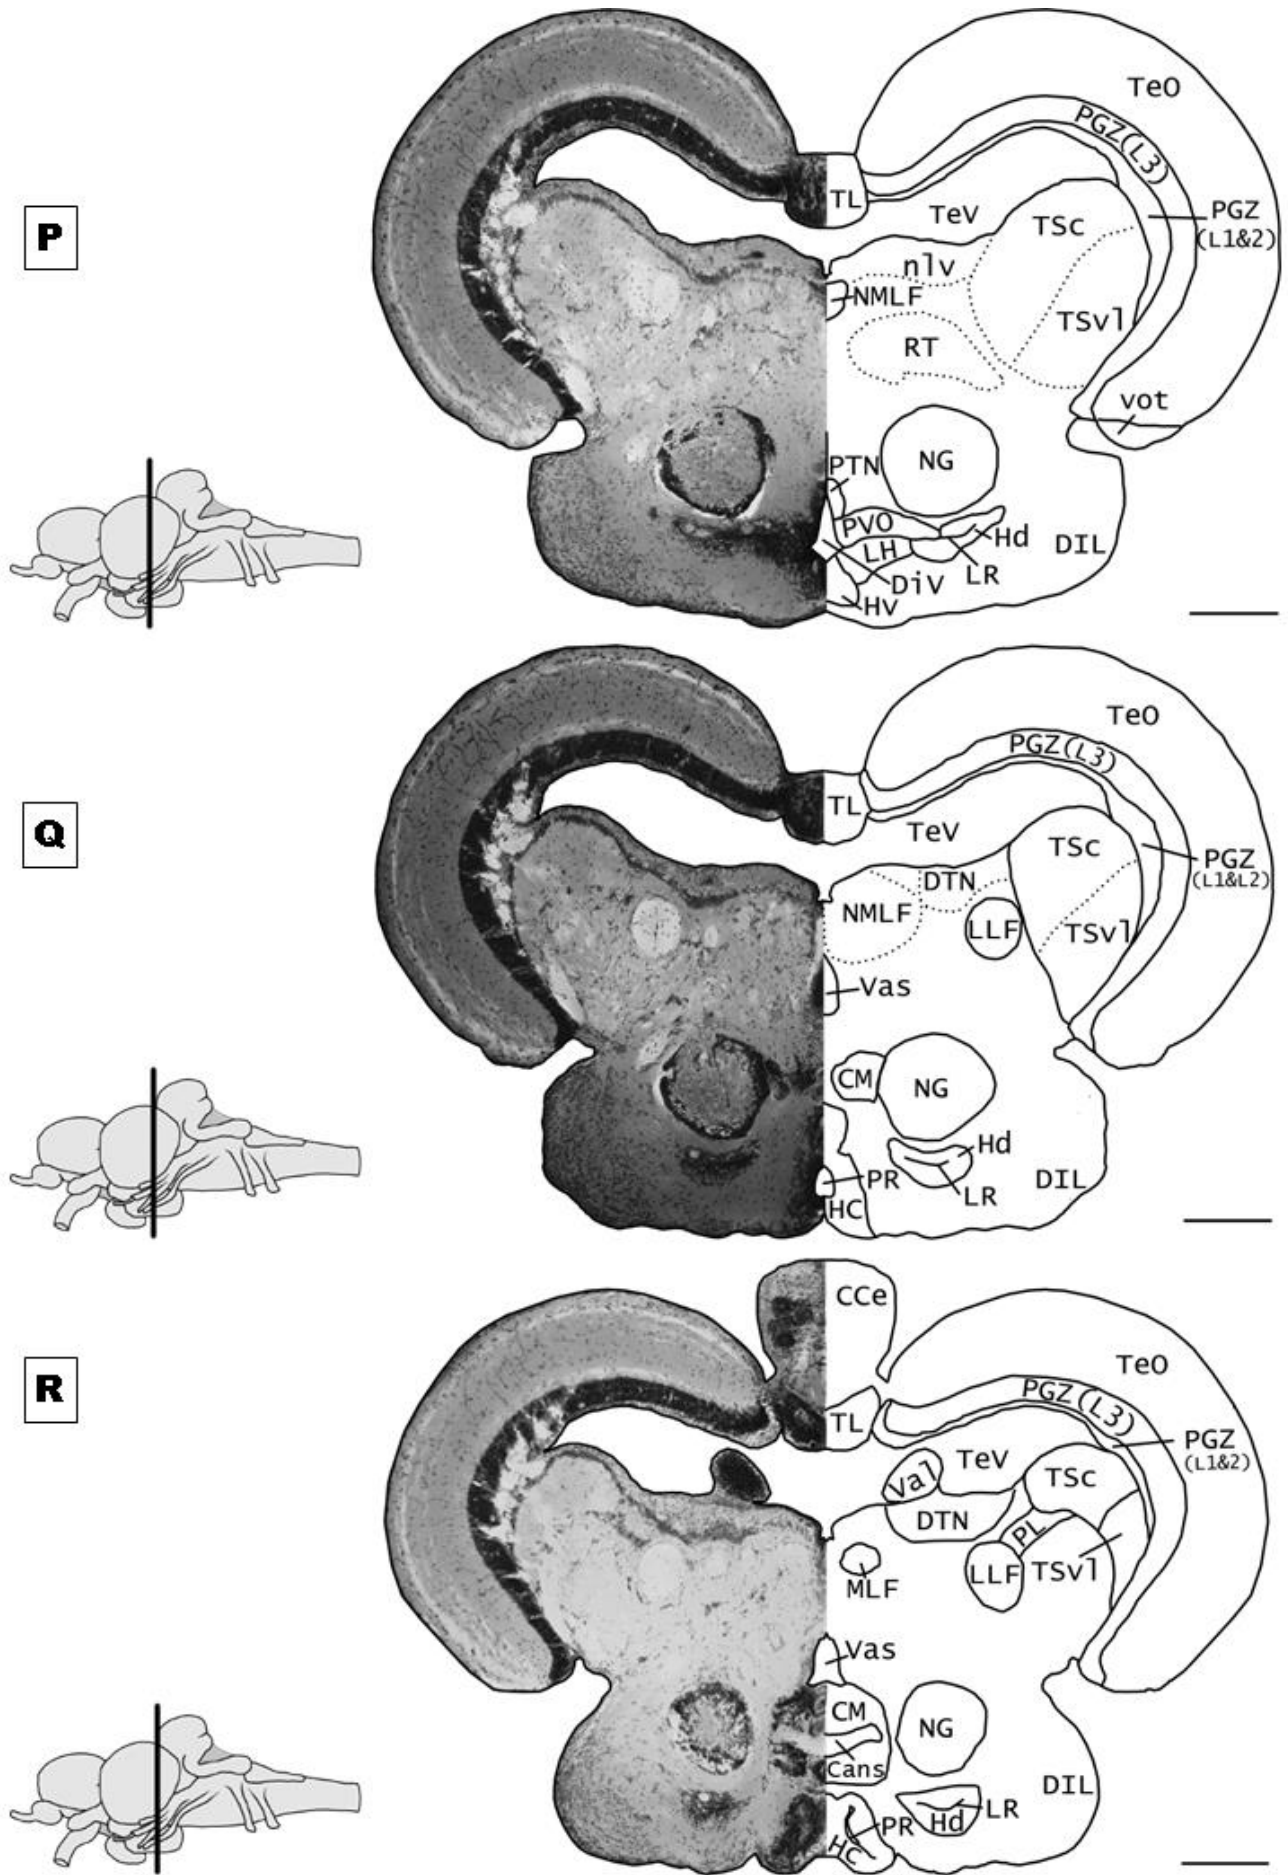 P
TeO
PGZ(L3)
TL
PGZ
(L1&2)
TeV
TSc
nlv
NMLF
TSvl
RT
vot
PTN
NG
PVO
Hd
DIL
LH
LR
DiV
Hv
Q
TeO
PGZ(L3)
TL
TeV
TSc
PGZ
(L1&L2)
DTN
NMLF
LLF
TSvl
Vas
CM
NG
Hd
PR
DIL
LR
HC
R
CCe
TeO
PGZ(L3)
TL
PGZ
(L1&2)
TeV
Val
TSc
DTN
PL
LLF
TSvl
MLF
Vas
CM
NG
Cans
DIL
LR
PR
Hd
HC